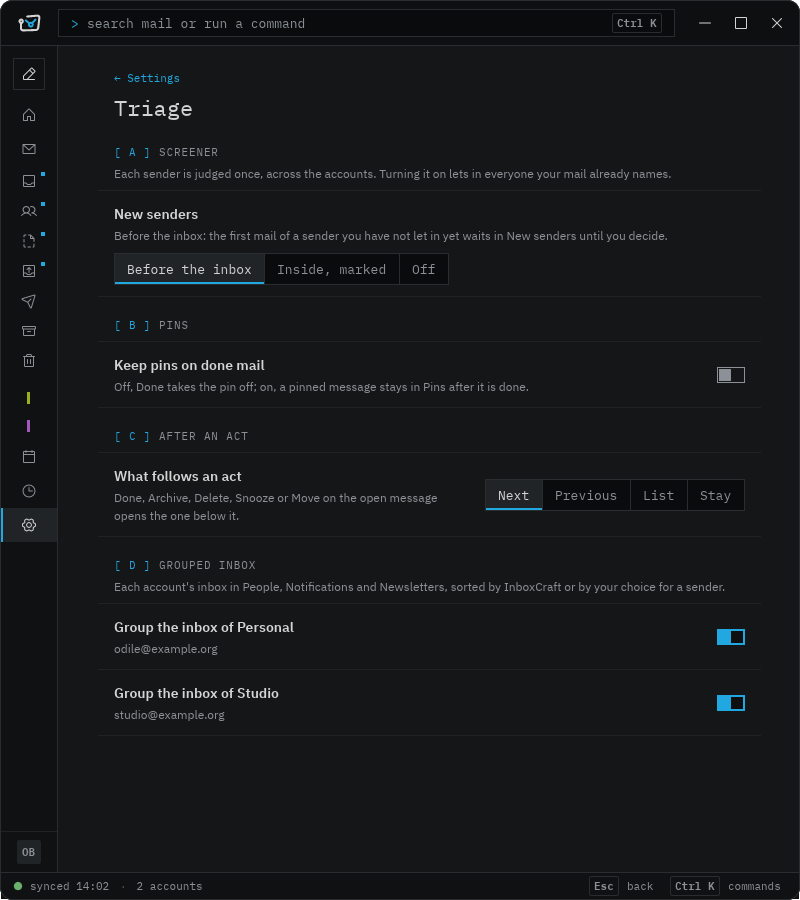 > search mail or run a command Ctrl K
← Settings
Triage
[ A ] SCREENER
Each sender is judged once, across the accounts. Turning it on lets in everyone your mail already names.
New senders
Before the inbox: the first mail of a sender you have not let in yet waits in New senders until you decide.
Before the inbox Inside, marked Off
[ B ] PINS
Keep pins on done mail
Off, Done takes the pin off; on, a pinned message stays in Pins after it is done.
[ C ] AFTER AN ACT
What follows an act
Done, Archive, Delete, Snooze or Move on the open message
opens the one below it.
Next Previous List Stay
[ D ] GROUPED INBOX
Each account's inbox in People, Notifications and Newsletters, sorted by InboxCraft or by your choice for a sender.
Group the inbox of Personal
odile@example.org
Group the inbox of Studio
studio@example.org
OB
synced 14:02 · 2 accounts Esc back Ctrl K commands